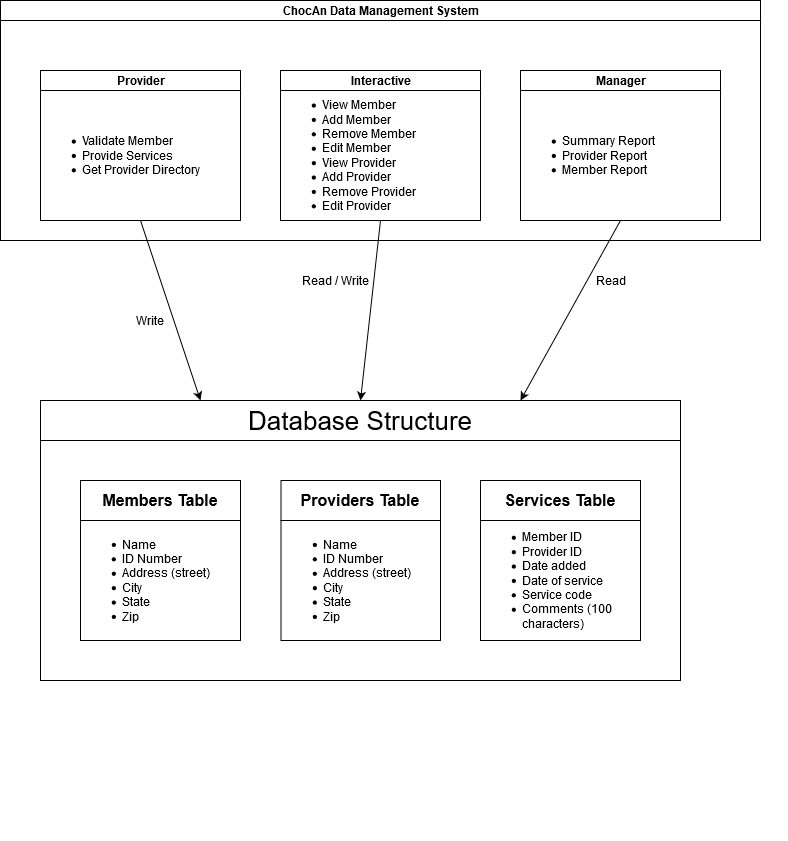 ChocAn Data Management System
Provider
• Validate Member
• Provide Services
• Get Provider Directory
Interactive
• View Member
• Add Member
• Remove Member
• Edit Member
• View Provider
• Add Provider
• Remove Provider
• Edit Provider
Manager
• Summary Report
• Provider Report
• Member Report
Write
Read / Write
Read
Database Structure
Members Table
• Name
• ID Number
• Address (street)
• City
• State
• Zip
Providers Table
• Name
• ID Number
• Address (street)
• City
• State
• Zip
Services Table
• Member ID
• Provider ID
• Date added
• Date of service
• Service code
• Comments (100
characters)